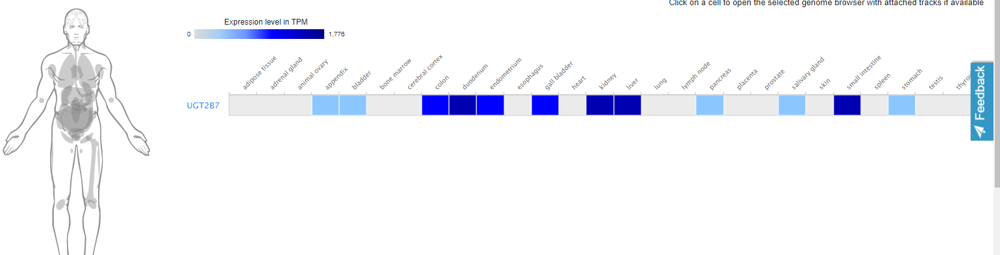 Click on a cell to open the selected genome browser with attached tracks if available
Expression level in TPM
0 1,776
adipose tissue
adrenal gland
animal ovary
appendix
bladder
bone marrow
cerebral cortex
colon
duodenum
endometrium
esophagus
gall bladder
heart
kidney
liver
lung
lymph node
pancreas
placenta
prostate
salivary gland
skin
small intestine
spleen
stomach
testis
thyroi
UGT2B7
Feedback